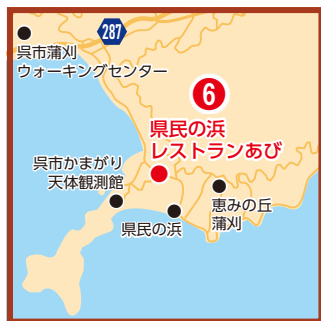 287
呉市蒲刈
ウォーキングセンター
6
県民の浜
レストランあび
呉市かまがり
天体観測館
恵みの丘
蒲刈
県民の浜